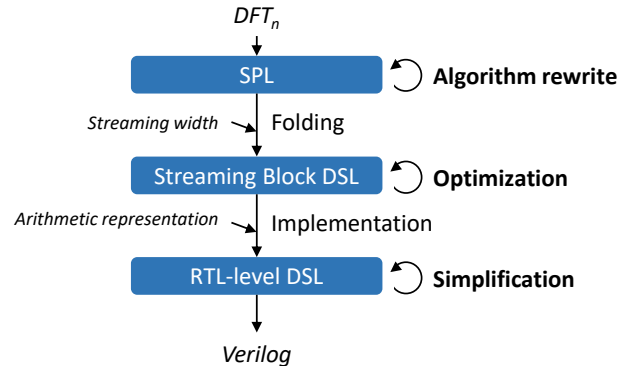 DFTn
SPL
Algorithm rewrite
Streaming width
Folding
Streaming Block DSL
Optimization
Arithmetic representation
Implementation
RTL-level DSL
Simplification
Verilog